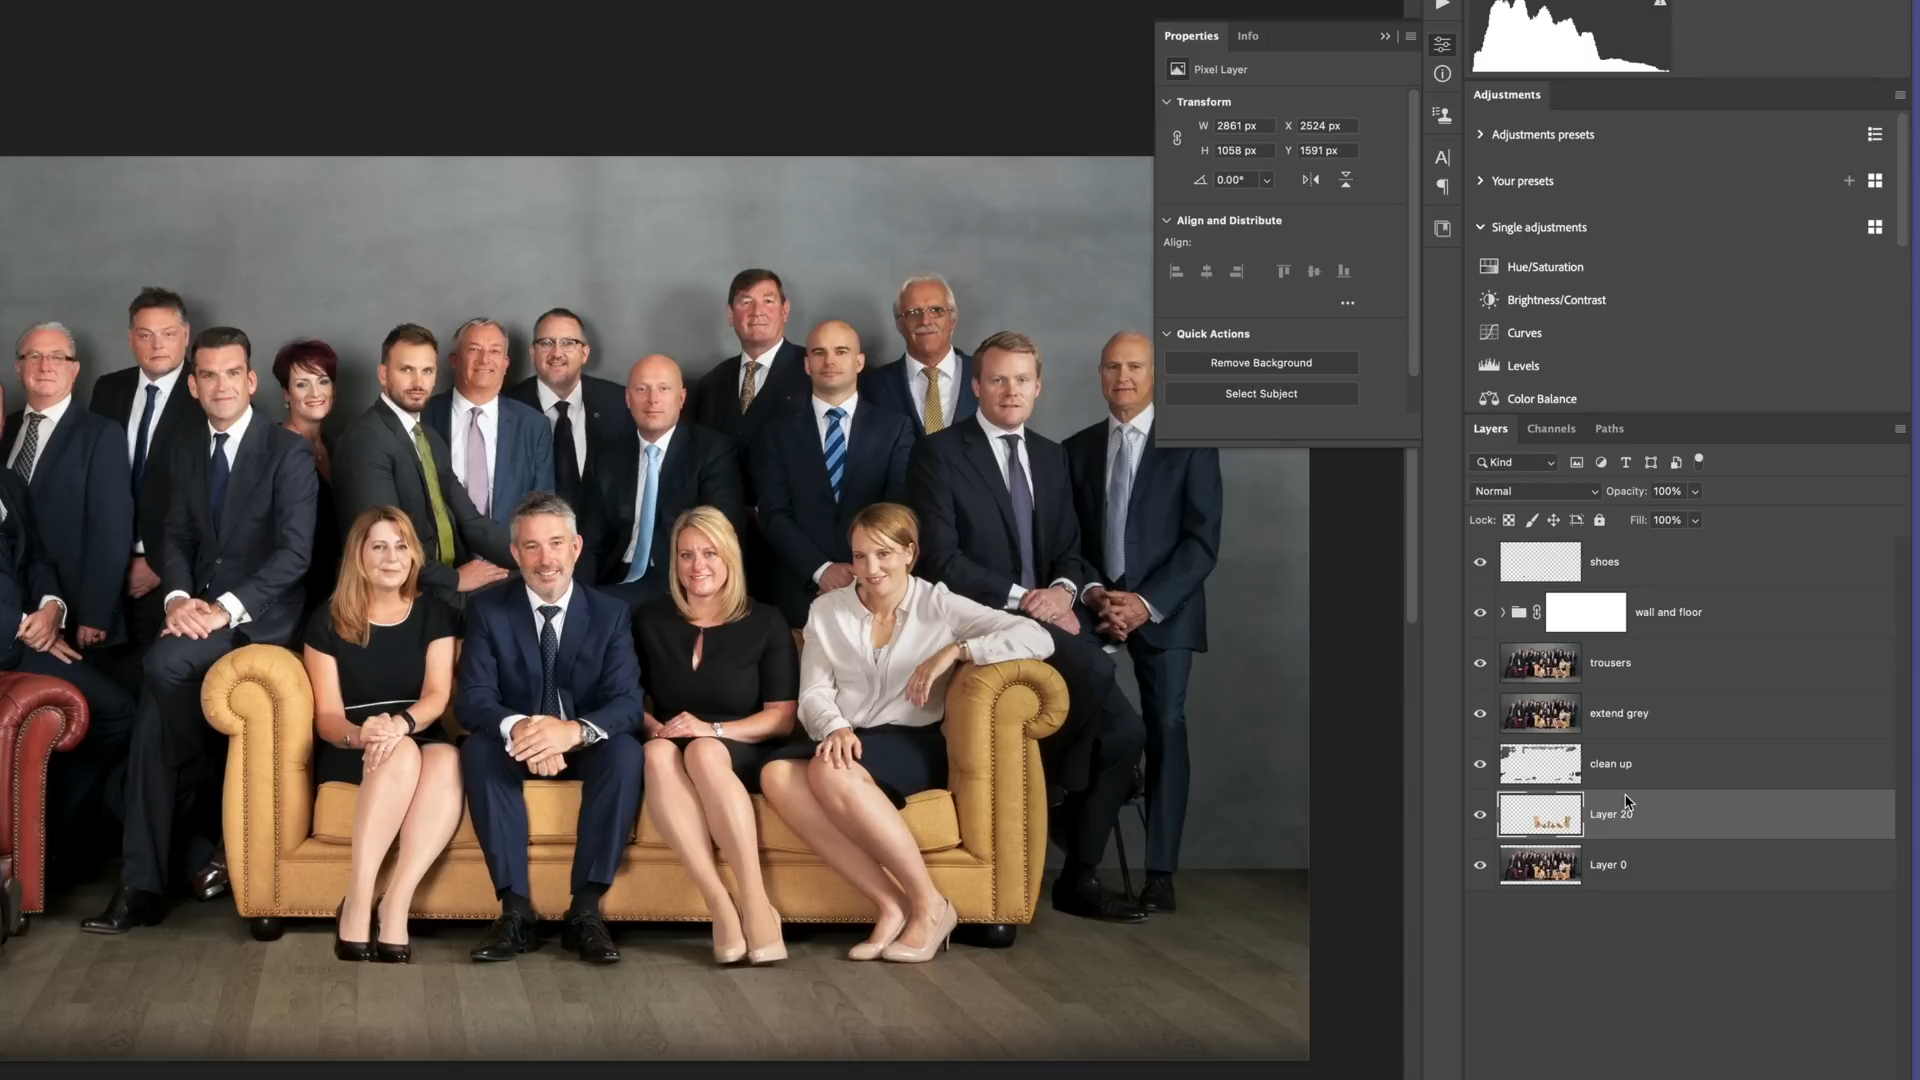 Properties Info
Pixel Layer
Transform
W 2861 px X 2524 px
H 1058 px Y 1591 px
0.00°
Align and Distribute
Align:
Quick Actions
Remove Background
Select Subject
Adjustments
Adjustments presets
Your presets
Single adjustments
Hue/Saturation
Brightness/Contrast
Curves
Levels
Color Balance
Layers Channels Paths
Kind
Normal Opacity: 100%
Lock: Fill: 100%
shoes
wall and floor
trousers
extend grey
clean up
Layer 20
Layer 0